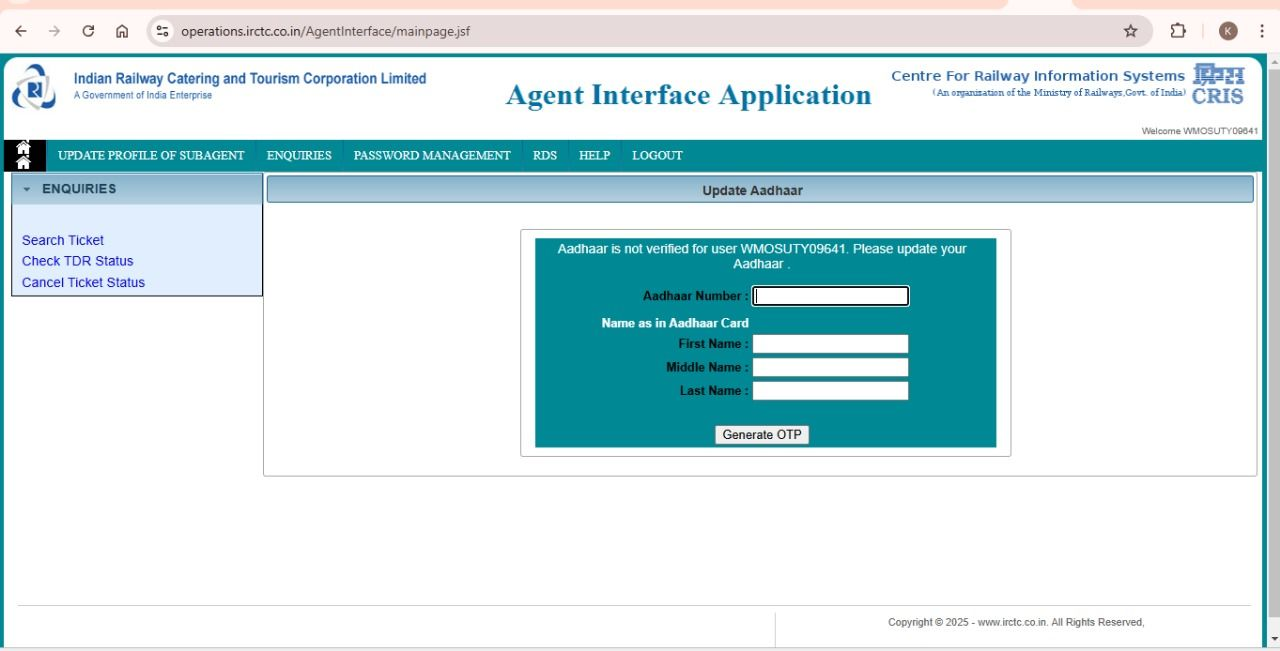 operations.irctc.co.in/AgentInterface/mainpage.jsf
K
Indian Railway Catering and Tourism Corporation Limited
A Government of India Enterprise
Agent Interface Application
Centre For Railway Information Systems
(An organization of the Ministry of Railways,Govt. of India)
क्रिस
CRIS
Welcome WMOSUTY09641
UPDATE PROFILE OF SUBAGENT ENQUIRIES PASSWORD MANAGEMENT RDS HELP LOGOUT
ENQUIRIES
Search Ticket
Check TDR Status
Cancel Ticket Status
Update Aadhaar
Aadhaar is not verified for user WMOSUTY09641. Please update your
Aadhaar .
Aadhaar Number :
Name as in Aadhaar Card
First Name :
Middle Name :
Last Name :
Generate OTP
Copyright © 2025 - www.irctc.co.in. All Rights Reserved,